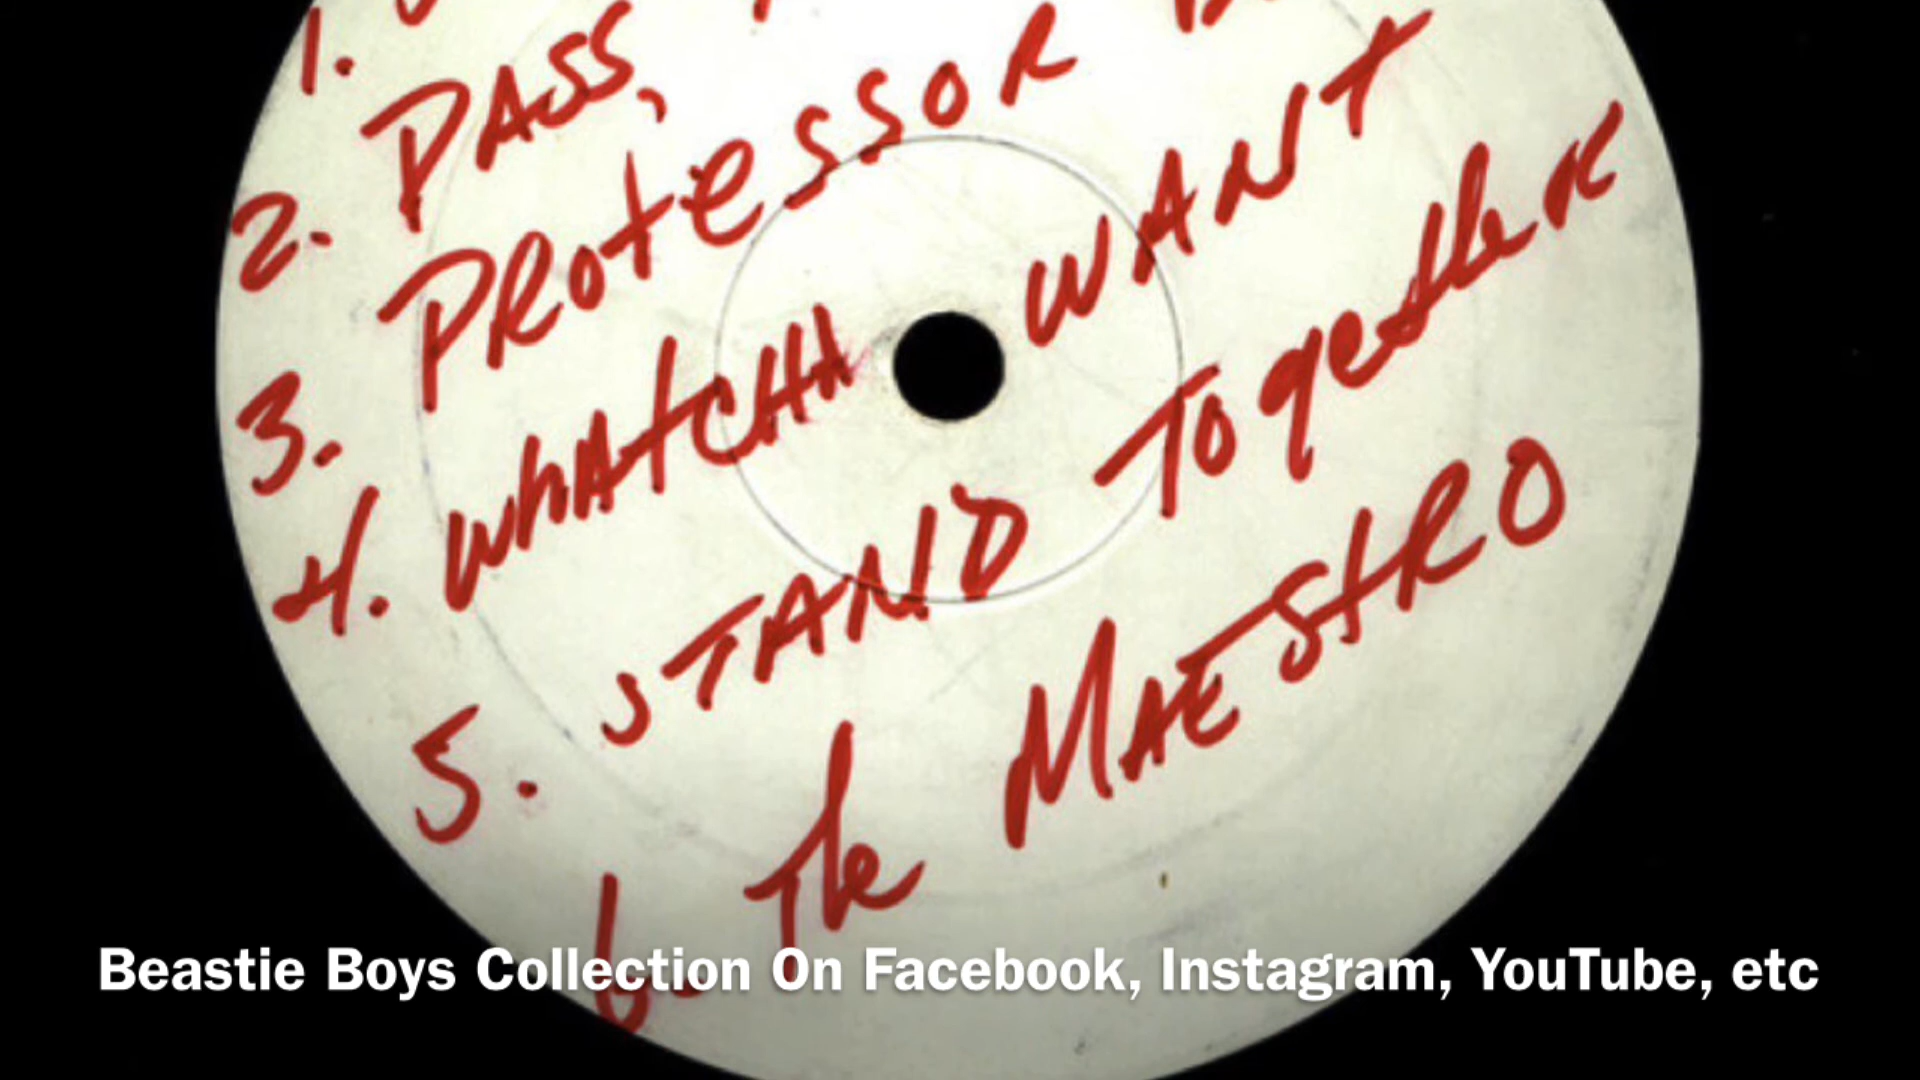 1.
2. PASS,
3. PROfeSSOR
4. WhATCHA WANT
5. STAND Together
6. The MAESTRO
Beastie Boys Collection On Facebook, Instagram, YouTube, etc